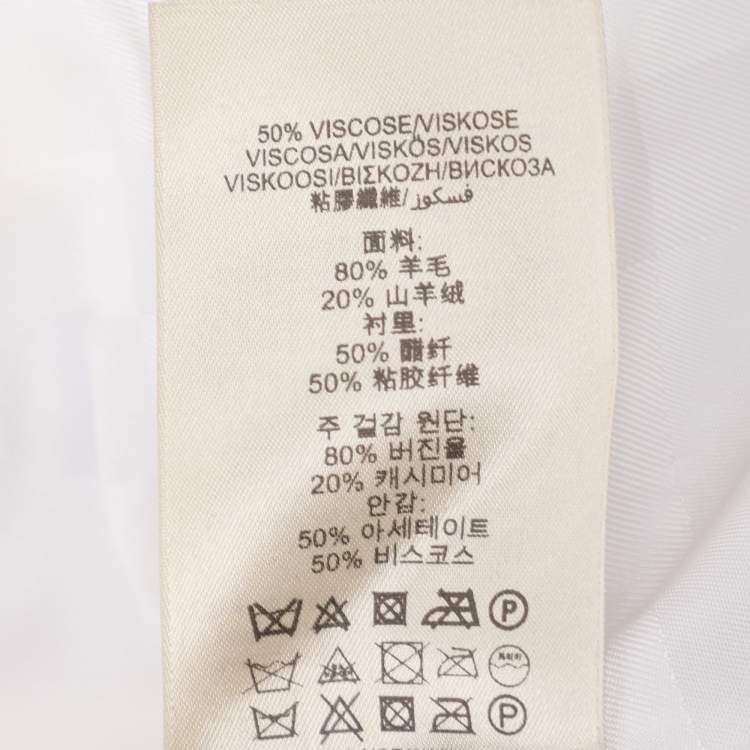 50% VISCOSE/VISKOSE
VISCOSA/VISKÓS/VISKOS
VISKOOSI/ΒΙΣΚΟΖΗ/ВИСКОЗА
粘膠纖維/فسكوز
面料:
80% 羊毛
20% 山羊绒
衬里:
50% 醋纤
50% 粘胶纤维
주 겉감 원단:
80% 버진울
20% 캐시미어
안감:
50% 아세테이트
50% 비스코스
P
P